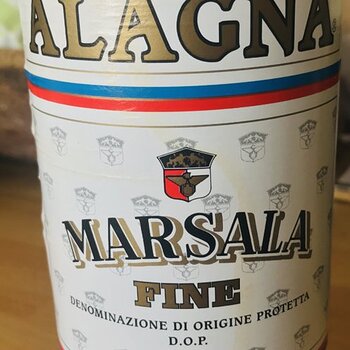 ALAGNA
MARSALA
FINE
DENOMINAZIONE DI ORIGINE PROTETTA
D.O.P.